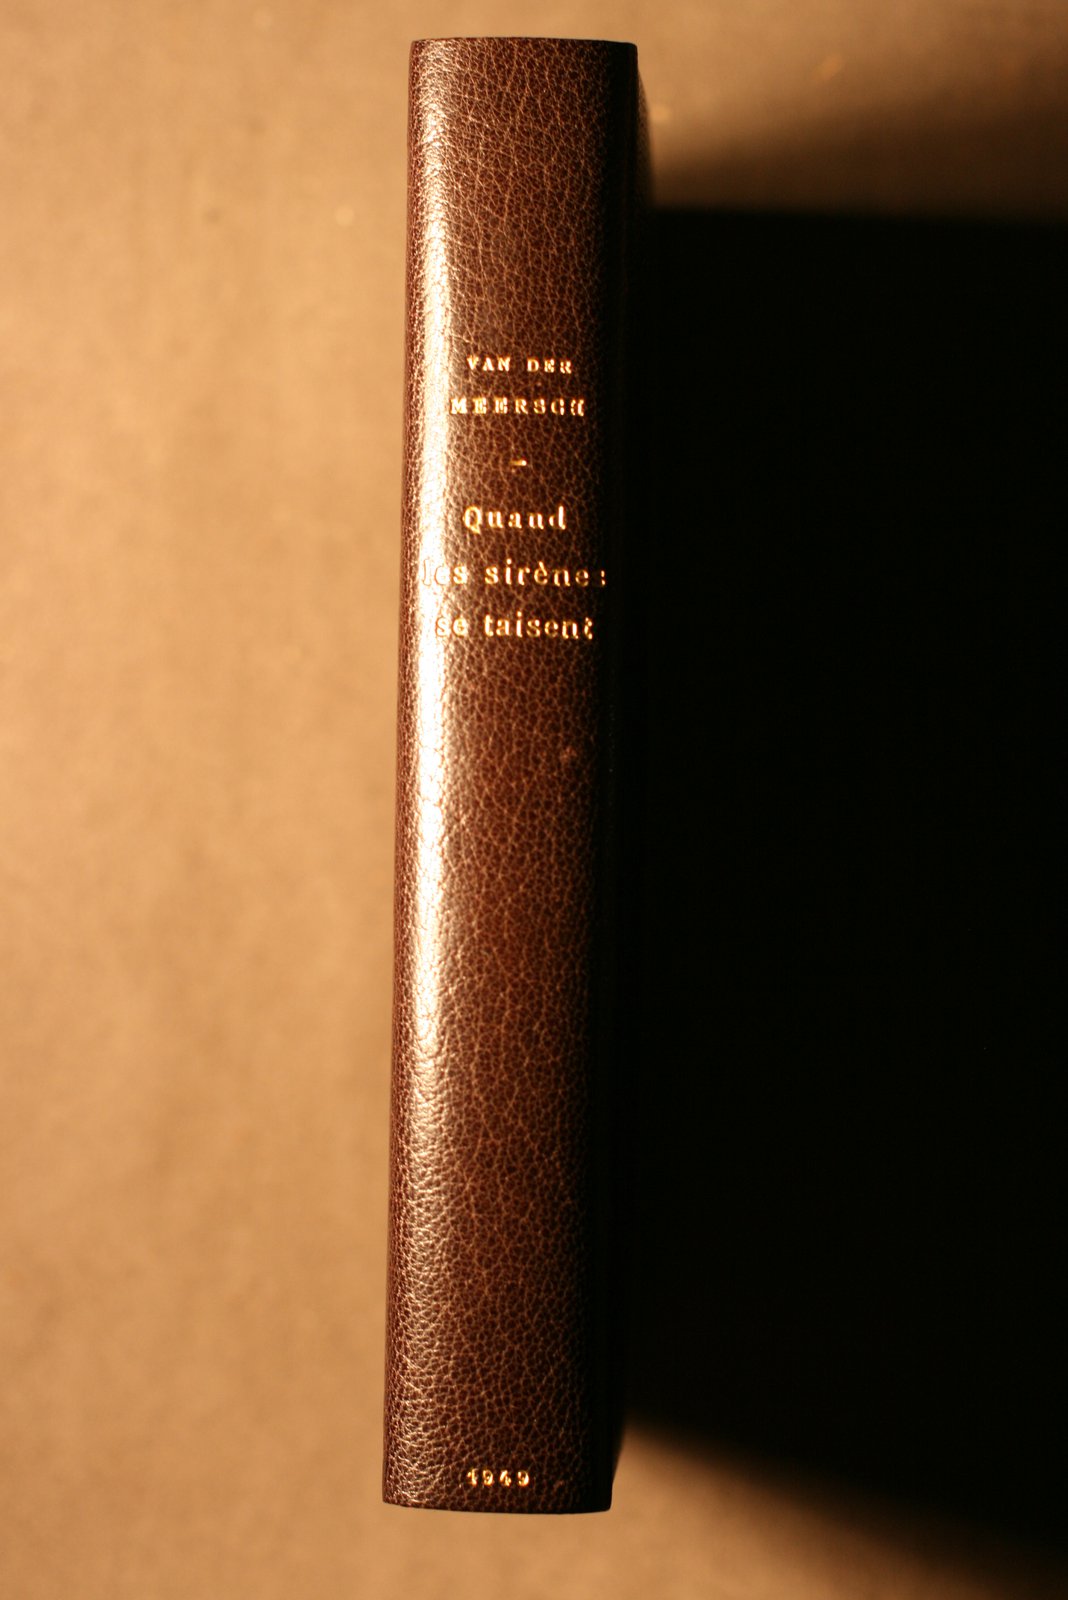 VAN DER
MEERSCH
-
Quand
les sirènes
se taisent
1949